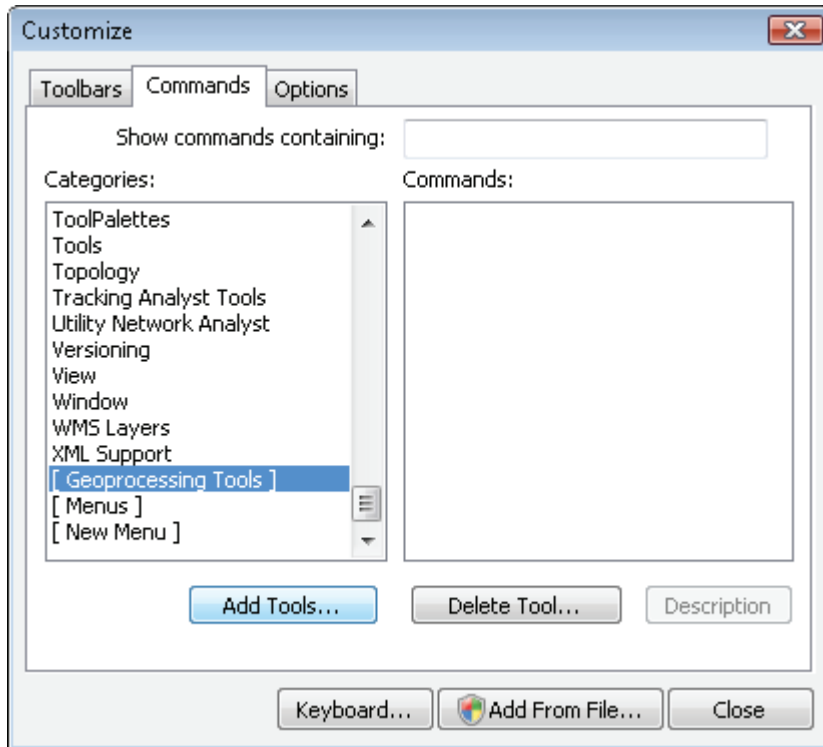 Customize
Toolbars Commands Options
Show commands containing:
Categories: Commands:
ToolPalettes
Tools
Topology
Tracking Analyst Tools
Utility Network Analyst
Versioning
View
Window
WMS Layers
XML Support
[ Geoprocessing Tools ]
[ Menus ]
[ New Menu ]
Add Tools... Delete Tool... Description
Keyboard... Add From File... Close